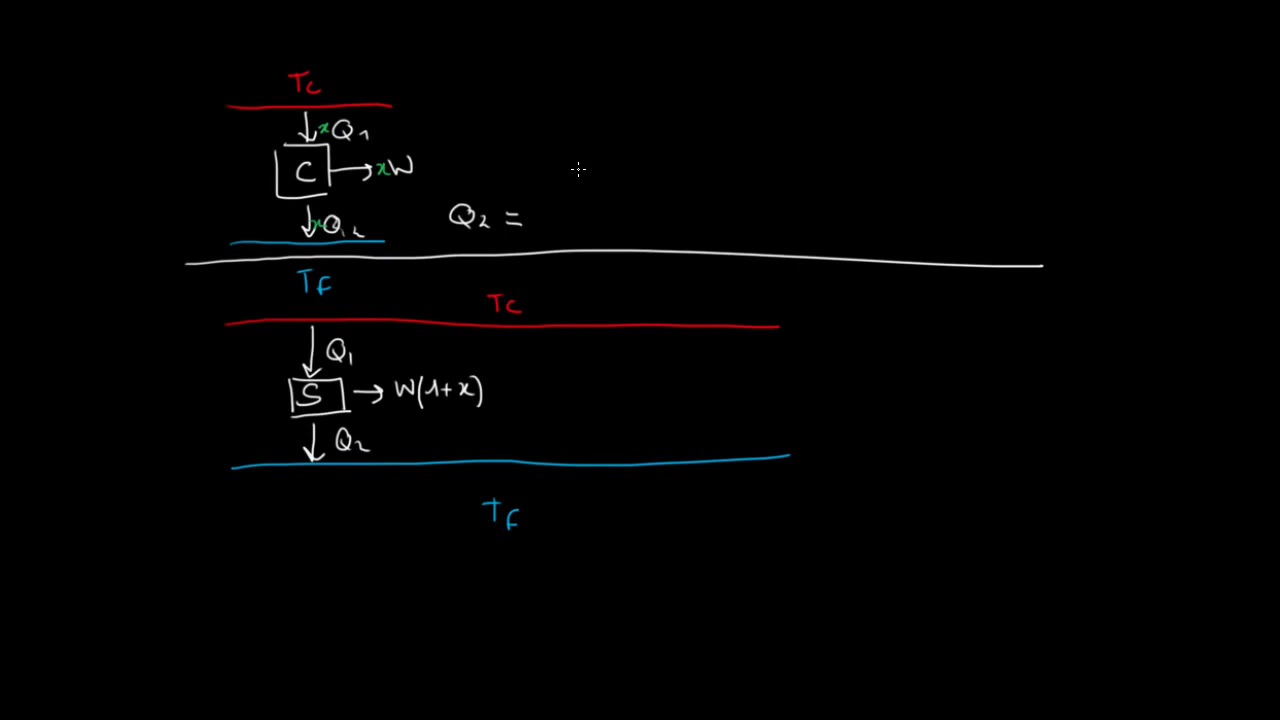 Tc
xQ1
C
xW
xQ2
Q2 =
Tf
Tc
Q1
S
W(1+x)
Q2
Tf